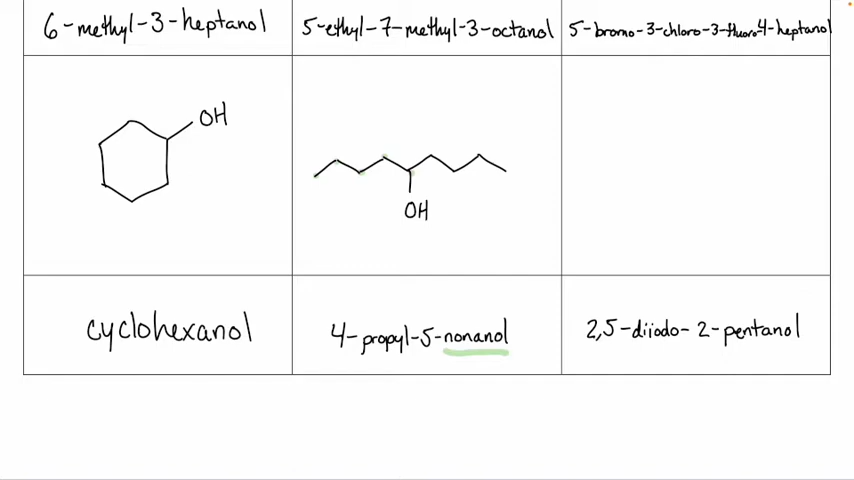 6-methyl-3-heptanol
5-ethyl-7-methyl-3-octanol
5-bromo-3-chloro-3-fluoro-4-heptanol
OH
OH
cyclohexanol
4-propyl-5-nonanol
2,5-diiodo-2-pentanol